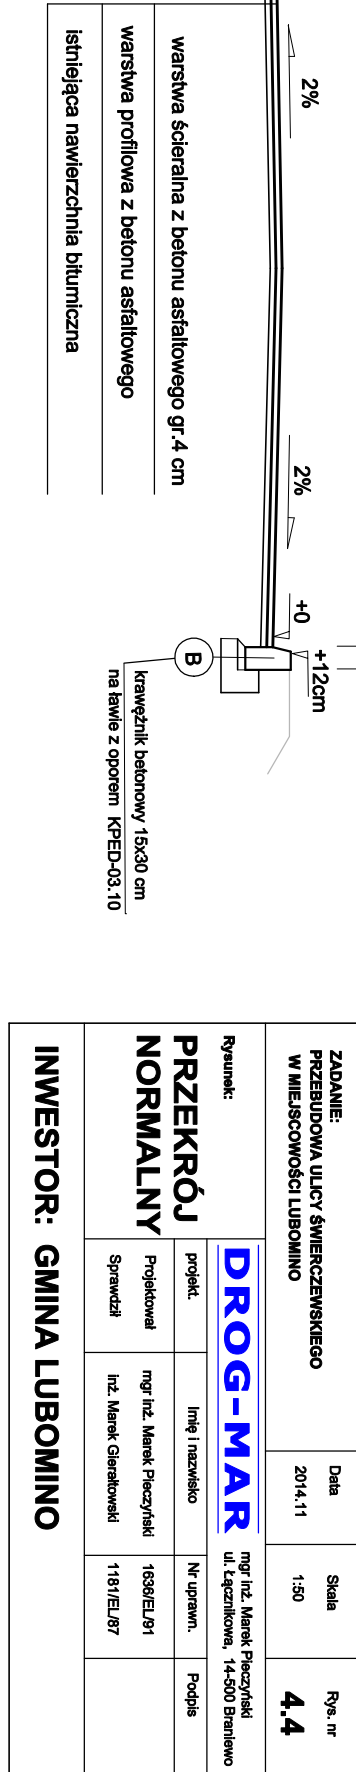 2%
2%
+0
+12cm
warstwa ścieralna z betonu asfaltowego gr.4 cm
warstwa profilowa z betonu asfaltowego
istniejąca nawierzchnia bitumiczna
B
krawężnik betonowy 15x30 cm
na ławie z oporem KPED-03.10
ZADANIE:
PRZEBUDOWA ULICY ŚWIERCZEWSKIEGO
W MIEJSCOWOŚCI LUBOMINO
Data
2014.11
Skala
1:50
Rys. nr
4.4
Rysunek:
PRZEKRÓJ
NORMALNY
DROG-MAR
mgr inż. Marek Pieczyński
ul. Łącznikowa, 14-500 Braniewo
projekt. Imię i nazwisko Nr uprawn. Podpis
Projektował mgr inż. Marek Pieczyński 1636/EL/91
Sprawdził inż. Marek Gierałtowski 1181/EL/87
INWESTOR: GMINA LUBOMINO